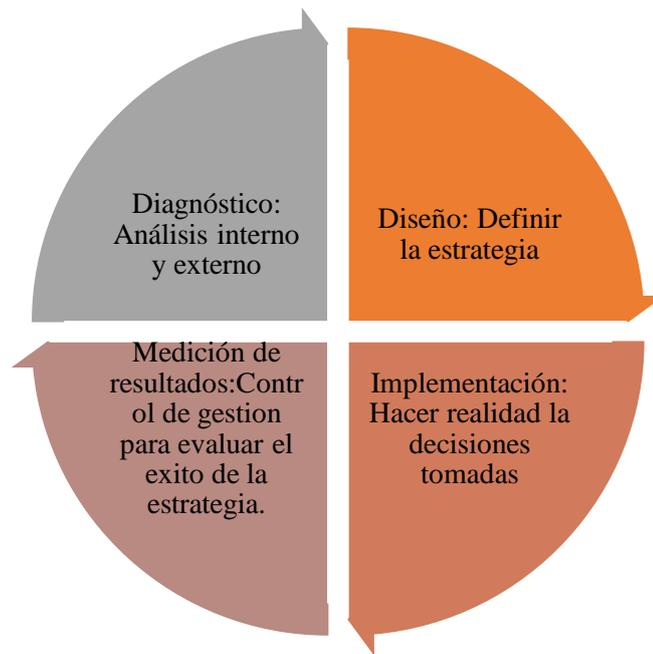 Diagnóstico:
Análisis interno
y externo
Diseño: Definir
la estrategia
Medición de
resultados:Contr
ol de gestion
para evaluar el
exito de la
estrategia.
Implementación:
Hacer realidad la
decisiones
tomadas